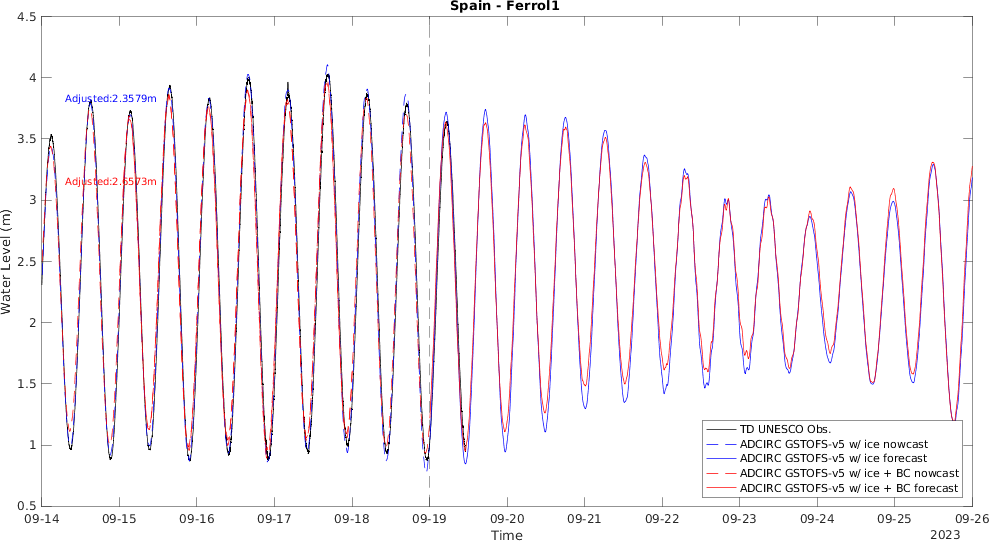 Spain - Ferrol1
4.5
4
3.5
3
2.5
2
1.5
1
0.5
Water Level (m)
Adjusted:2.3579m
Adjusted:2.6573m
TD UNESCO Obs.
ADCIRC GSTOFS-v5 w/ ice nowcast
ADCIRC GSTOFS-v5 w/ ice forecast
ADCIRC GSTOFS-v5 w/ ice + BC nowcast
ADCIRC GSTOFS-v5 w/ ice + BC forecast
09-14 09-15 09-16 09-17 09-18 09-19 09-20 09-21 09-22 09-23 09-24 09-25 09-26
Time
2023